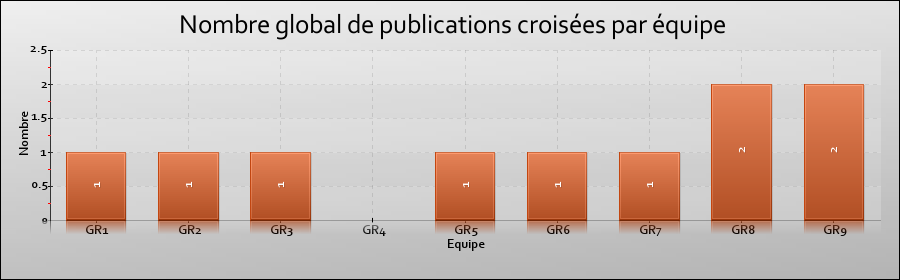 Nombre global de publications croisées par équipe
Nombre
2.5
2
1.5
1
0.5
0
1 1 1 1 1 1 2 2
GR1 GR2 GR3 GR4 GR5 GR6 GR7 GR8 GR9
Equipe